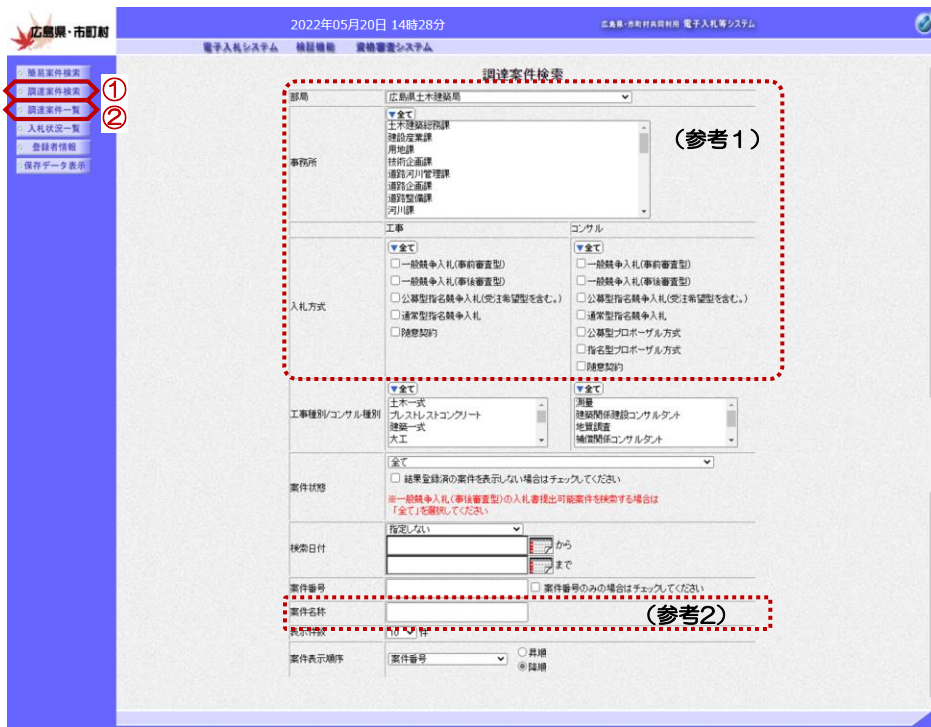 広島県・市町村
2022年05月20日 14時28分
広島県・市町村共同利用 電子入札等システム
電子入札システム 検証機能 資格審査システム
簡易案件検索
調達案件検索
①
調達案件一覧
②
入札状況一覧
登録者情報
保存データ表示
調達案件検索
部局
広島県土木建築局
事務所
▼全て
土木建築総務課
建設産業課
用地課
技術企画課
道路河川管理課
道路企画課
道路整備課
河川課
(参考1)
工事
コンサル
入札方式
▼全て
一般競争入札(事前審査型)
一般競争入札(事後審査型)
公募型指名競争入札(受注希望型を含む。)
通常型指名競争入札
随意契約
▼全て
一般競争入札(事前審査型)
一般競争入札(事後審査型)
公募型指名競争入札(受注希望型を含む。)
通常型指名競争入札
公募型プロポーザル方式
指名型プロポーザル方式
随意契約
工事種別/コンサル種別
▼全て
土木一式
プレストレストコンクリート
建築一式
大工
▼全て
測量
建築関係建設コンサルタント
地質調査
補償関係コンサルタント
案件状態
全て
結果登録済の案件を表示しない場合はチェックしてください
※一般競争入札(事後審査型)の入札書提出可能案件を検索する場合は
「全て」を選択してください
検索日付
指定しない
から
まで
案件番号
案件番号のみの場合はチェックしてください
案件名称
(参考2)
表示件数
10 件
案件表示順序
案件番号
昇順
降順